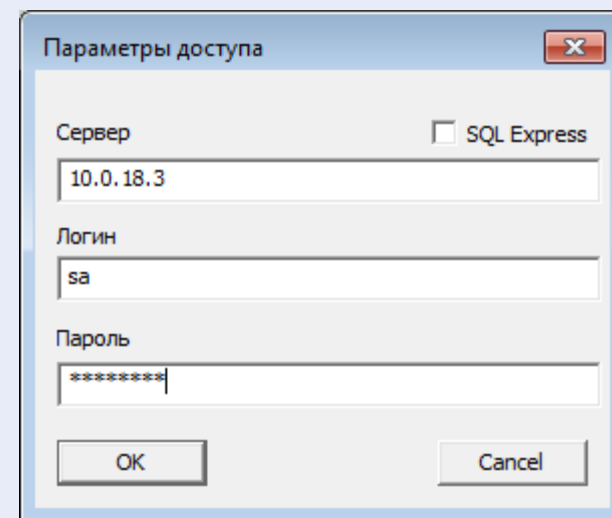 Параметры доступа
Сервер
SQL Express
10.0.18.3
Логин
sa
Пароль
********
OK
Cancel